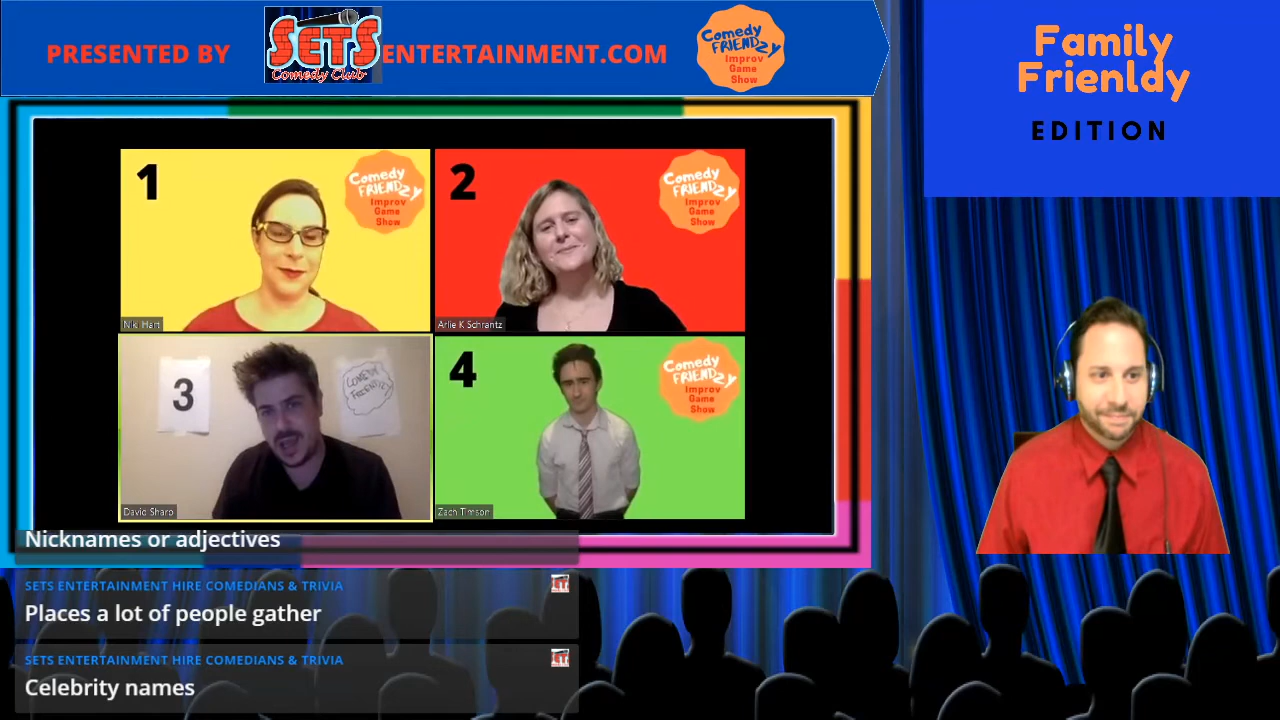 PRESENTED BY
SETS
Comedy Club
ENTERTAINMENT.COM
Comedy
FRIENDZY
Improv
Game
Show
Family
Frienldy
EDITION
1
Comedy
FRIENDZY
Improv
Game
Show
Niki Hart
2
Comedy
FRIENDZY
Improv
Game
Show
Arlie K Schrantz
3
COMEDY
FRIENDZY
David Sharp
4
Comedy
FRIENDZY
Improv
Game
Show
Zach Timson
Nicknames or adjectives
SETS ENTERTAINMENT HIRE COMEDIANS & TRIVIA
Places a lot of people gather
SETS ENTERTAINMENT HIRE COMEDIANS & TRIVIA
Celebrity names